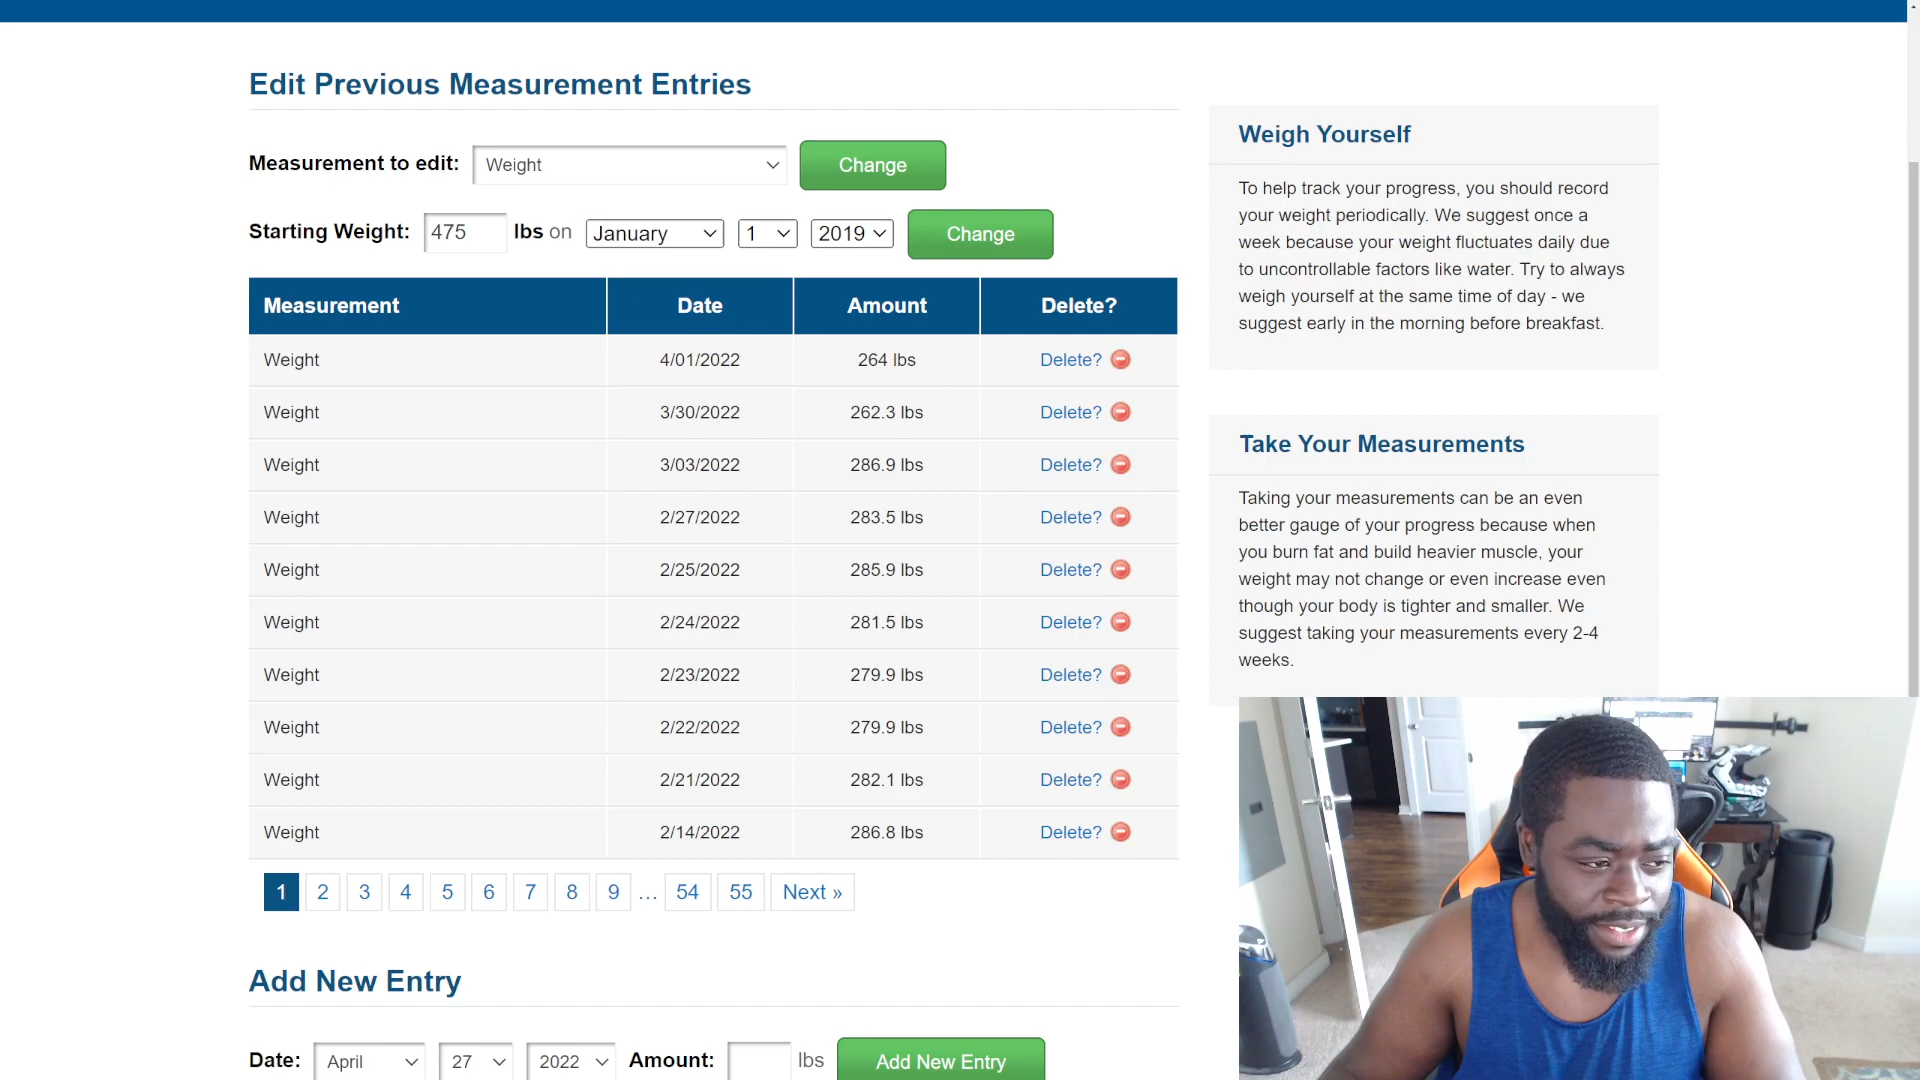 Edit Previous Measurement Entries
Measurement to edit: Weight Change
Starting Weight: 475 lbs on January 1 2019 Change
Measurement Date Amount Delete?
Weight 4/01/2022 264 lbs Delete?
Weight 3/30/2022 262.3 lbs Delete?
Weight 3/03/2022 286.9 lbs Delete?
Weight 2/27/2022 283.5 lbs Delete?
Weight 2/25/2022 285.9 lbs Delete?
Weight 2/24/2022 281.5 lbs Delete?
Weight 2/23/2022 279.9 lbs Delete?
Weight 2/22/2022 279.9 lbs Delete?
Weight 2/21/2022 282.1 lbs Delete?
Weight 2/14/2022 286.8 lbs Delete?
1 2 3 4 5 6 7 8 9 ... 54 55 Next »
Add New Entry
Date: April 27 2022 Amount: lbs Add New Entry
Weigh Yourself
To help track your progress, you should record
your weight periodically. We suggest once a
week because your weight fluctuates daily due
to uncontrollable factors like water. Try to always
weigh yourself at the same time of day - we
suggest early in the morning before breakfast.
Take Your Measurements
Taking your measurements can be an even
better gauge of your progress because when
you burn fat and build heavier muscle, your
weight may not change or even increase even
though your body is tighter and smaller. We
suggest taking your measurements every 2-4
weeks.